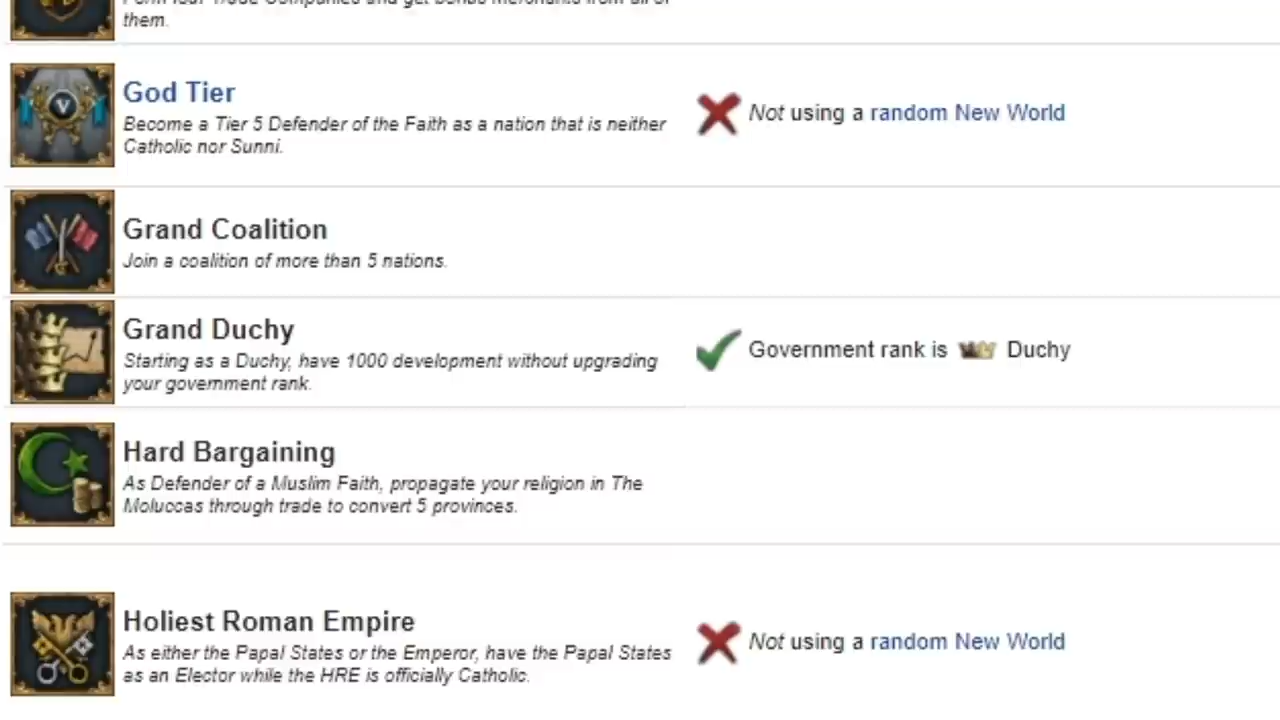 them.
God Tier
Become a Tier 5 Defender of the Faith as a nation that is neither
Catholic nor Sunni.
Not using a random New World
Grand Coalition
Join a coalition of more than 5 nations.
Grand Duchy
Starting as a Duchy, have 1000 development without upgrading
your government rank.
Government rank is Duchy
Hard Bargaining
As Defender of a Muslim Faith, propagate your religion in The
Moluccas through trade to convert 5 provinces.
Holiest Roman Empire
As either the Papal States or the Emperor, have the Papal States
as an Elector while the HRE is officially Catholic.
Not using a random New World